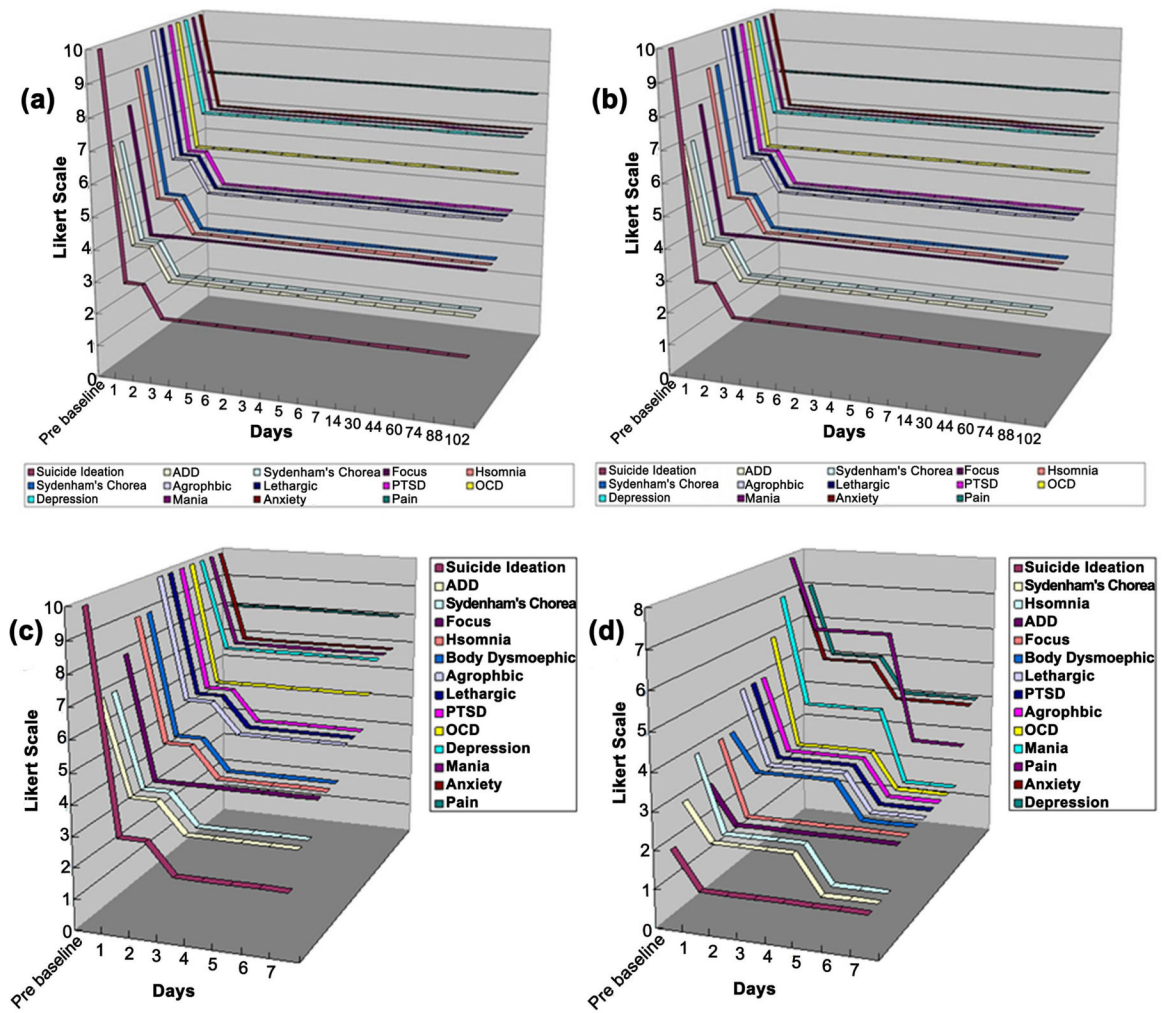 (a)
Likert Scale
10
9
8
7
6
5
4
3
2
1
0
Pre baseline 1 2 3 4 5 6 2 3 4 5 6 7 14 30 44 60 74 88 102
Days
Suicide Ideation ADD Sydenham's Chorea Focus Hsomnia
Sydenham's Chorea Agrophbic Lethargic PTSD OCD
Depression Mania Anxiety Pain
(b)
Likert Scale
10
9
8
7
6
5
4
3
2
1
0
Pre baseline 1 2 3 4 5 6 2 3 4 5 6 7 14 30 44 60 74 88 102
Days
Suicide Ideation ADD Sydenham's Chorea Focus Hsomnia
Sydenham's Chorea Agrophbic Lethargic PTSD OCD
Depression Mania Anxiety Pain
(c)
Likert Scale
10
9
8
7
6
5
4
3
2
1
0
Pre baseline 1 2 3 4 5 6 7
Days
Suicide Ideation
ADD
Sydenham's Chorea
Focus
Hsomnia
Body Dysmoephic
Agrophbic
Lethargic
PTSD
OCD
Depression
Mania
Anxiety
Pain
(d)
Likert Scale
8
7
6
5
4
3
2
1
0
Pre baseline 1 2 3 4 5 6 7
Days
Suicide Ideation
Sydenham's Chorea
Hsomnia
ADD
Focus
Body Dysmoephic
Lethargic
PTSD
Agrophbic
OCD
Mania
Pain
Anxiety
Depression